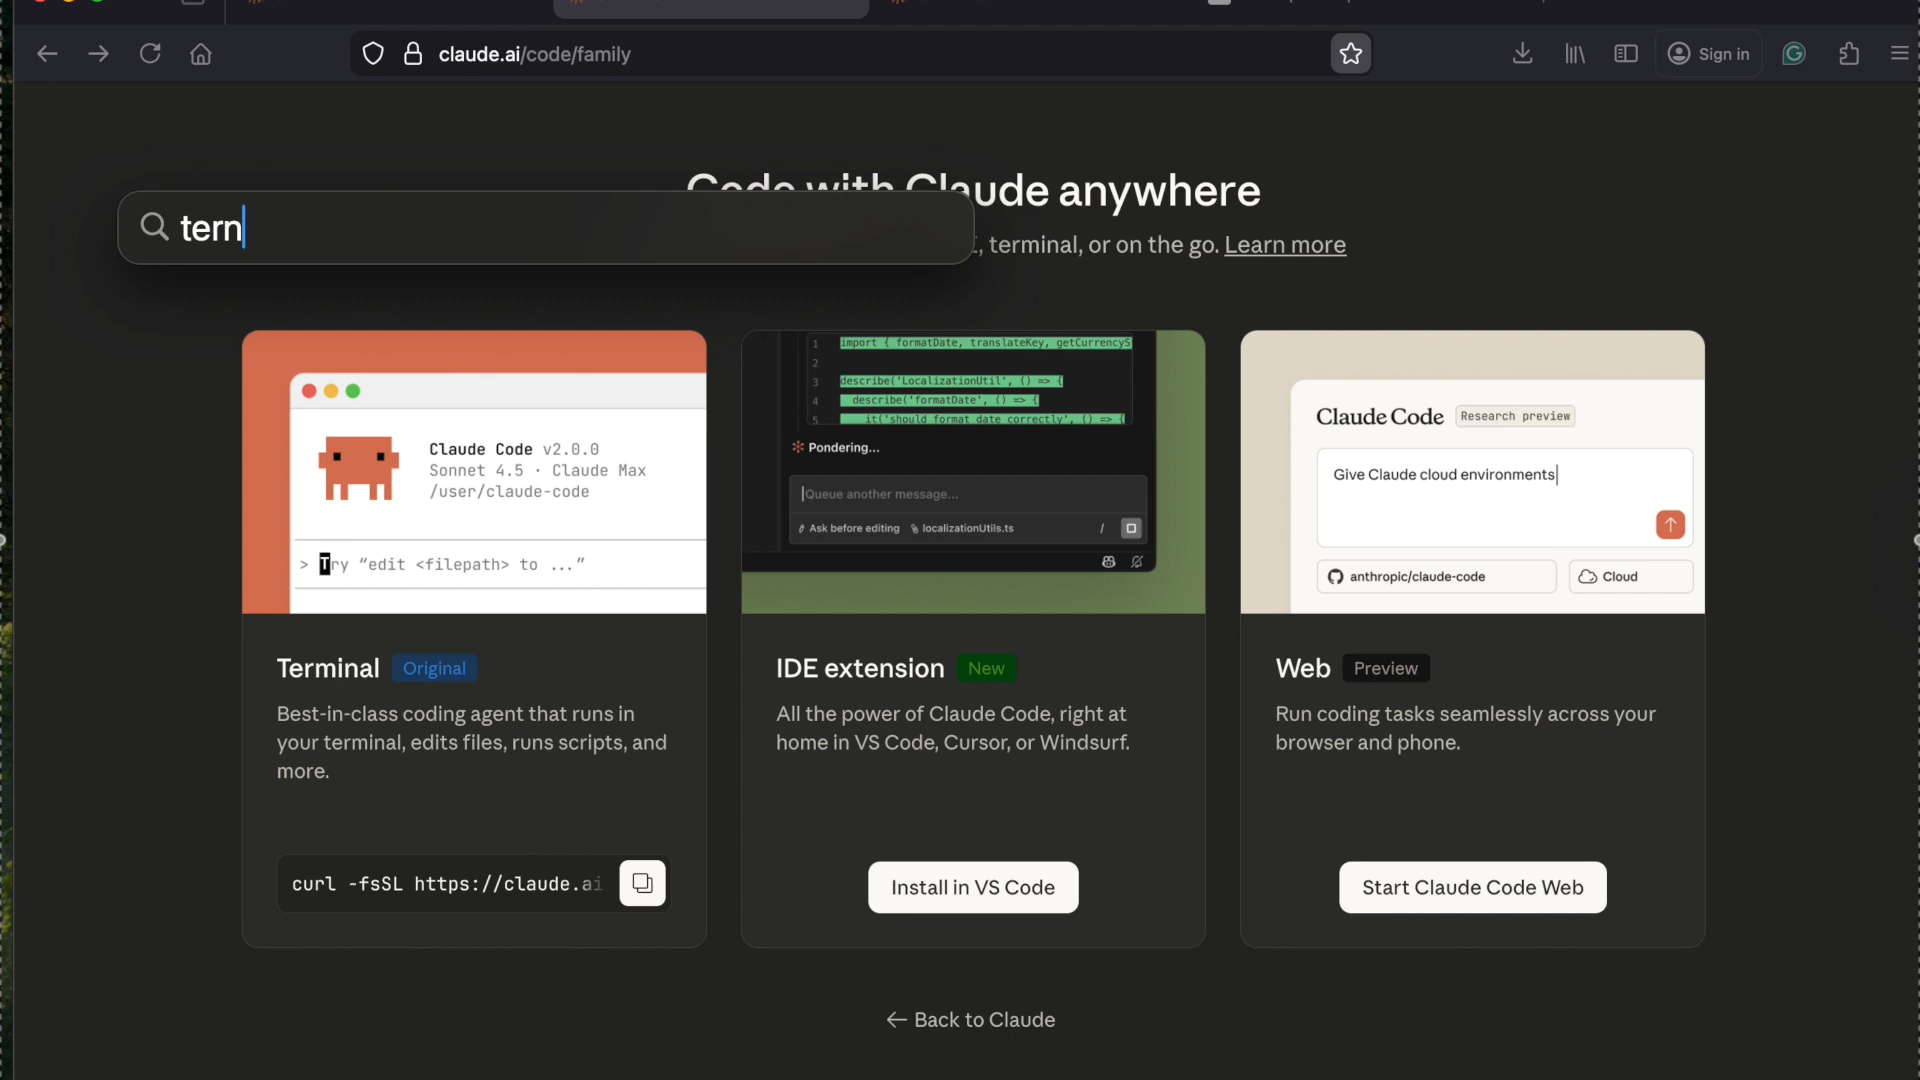 claude.ai/code/family
Sign in
Code with Claude anywhere
tern
, terminal, or on the go. Learn more
Claude Code v2.0.0
Sonnet 4.5 · Claude Max
/user/claude-code
> Try “edit <filepath> to ...”
Terminal Original
Best-in-class coding agent that runs in
your terminal, edits files, runs scripts, and
more.
curl -fsSL https://claude.ai
1 import { formatDate, translateKey, getCurrencyS
2
3 describe('LocalizationUtil', () => {
4 describe('formatDate', () => {
5 it('should format date correctly', () => {
Pondering...
Queue another message...
Ask before editing localizationUtils.ts /
IDE extension New
All the power of Claude Code, right at
home in VS Code, Cursor, or Windsurf.
Install in VS Code
Claude Code Research preview
Give Claude cloud environments
anthropic/claude-code Cloud
Web Preview
Run coding tasks seamlessly across your
browser and phone.
Start Claude Code Web
← Back to Claude